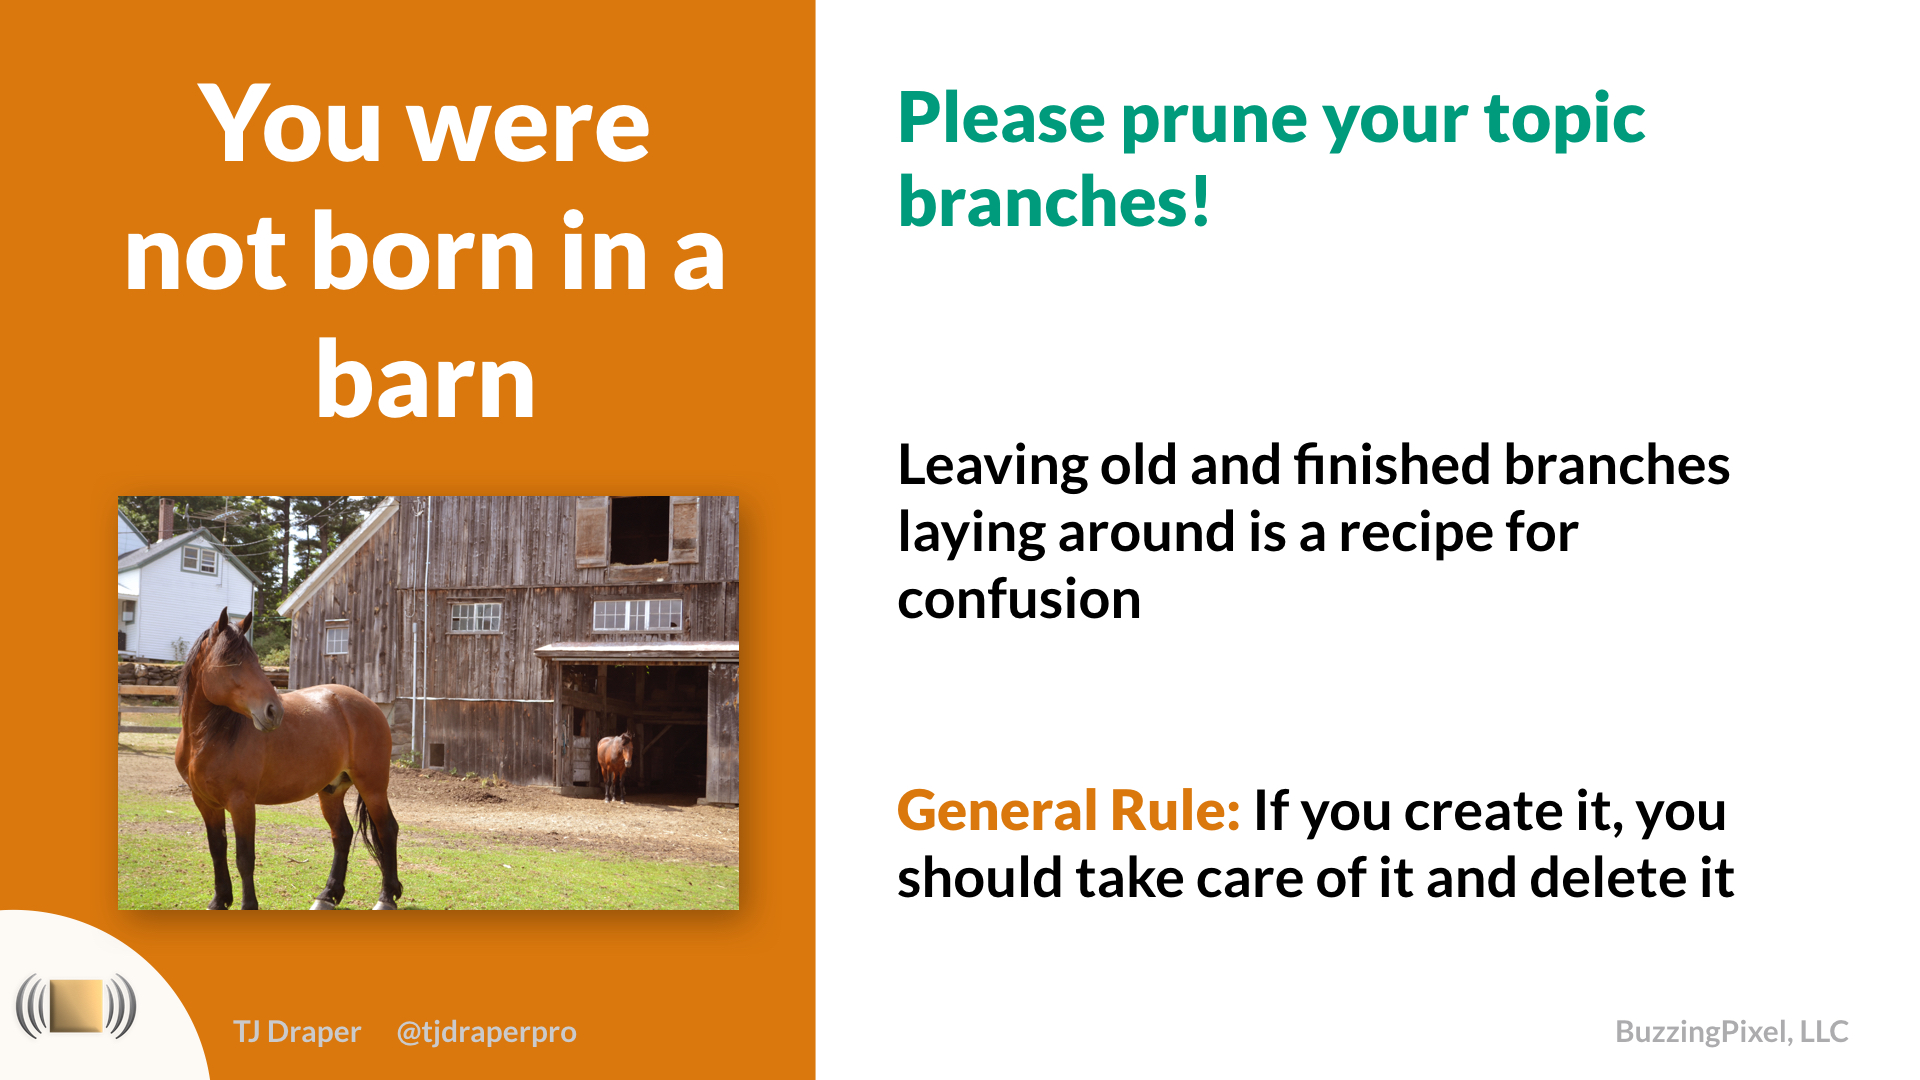 You were
not born in a
barn
Please prune your topic
branches!
Leaving old and finished branches
laying around is a recipe for
confusion
General Rule: If you create it, you
should take care of it and delete it
TJ Draper @tjdraperpro
BuzzingPixel, LLC